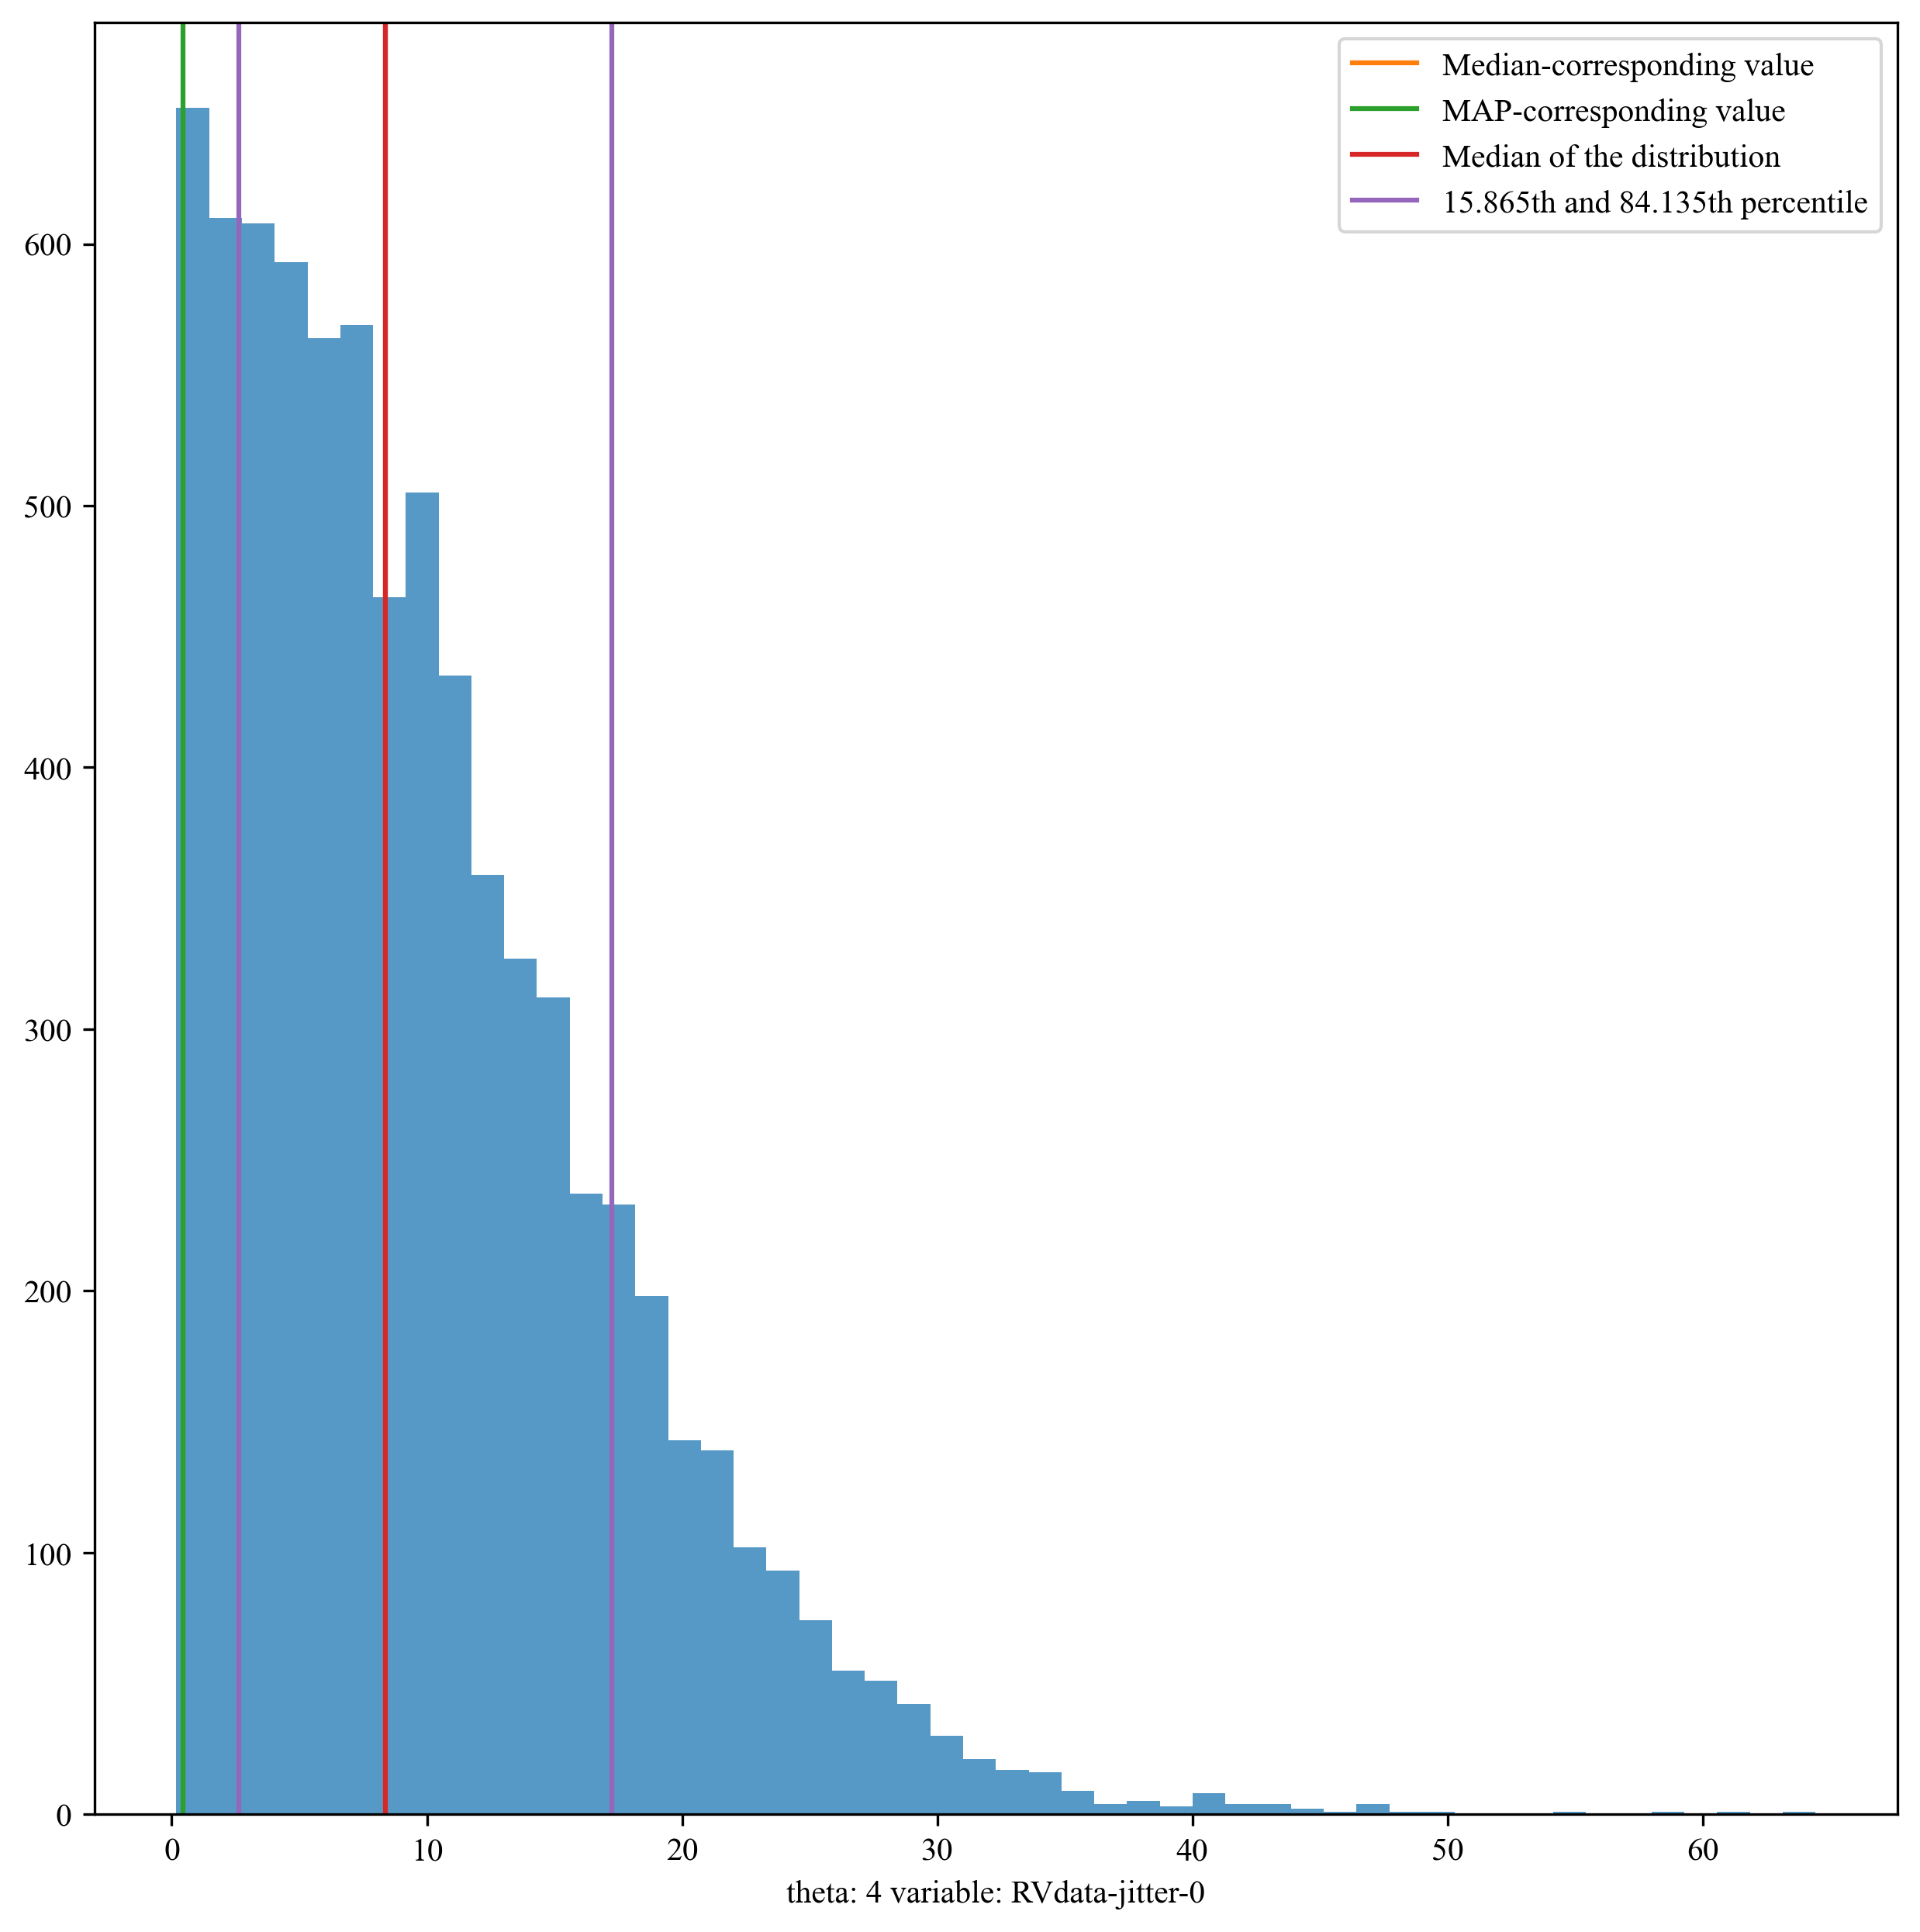 Median-corresponding value
MAP-corresponding value
Median of the distribution
15.865th and 84.135th percentile
600
500
400
300
200
100
0
0 10 20 30 40 50 60
theta: 4 variable: RVdata-jitter-0